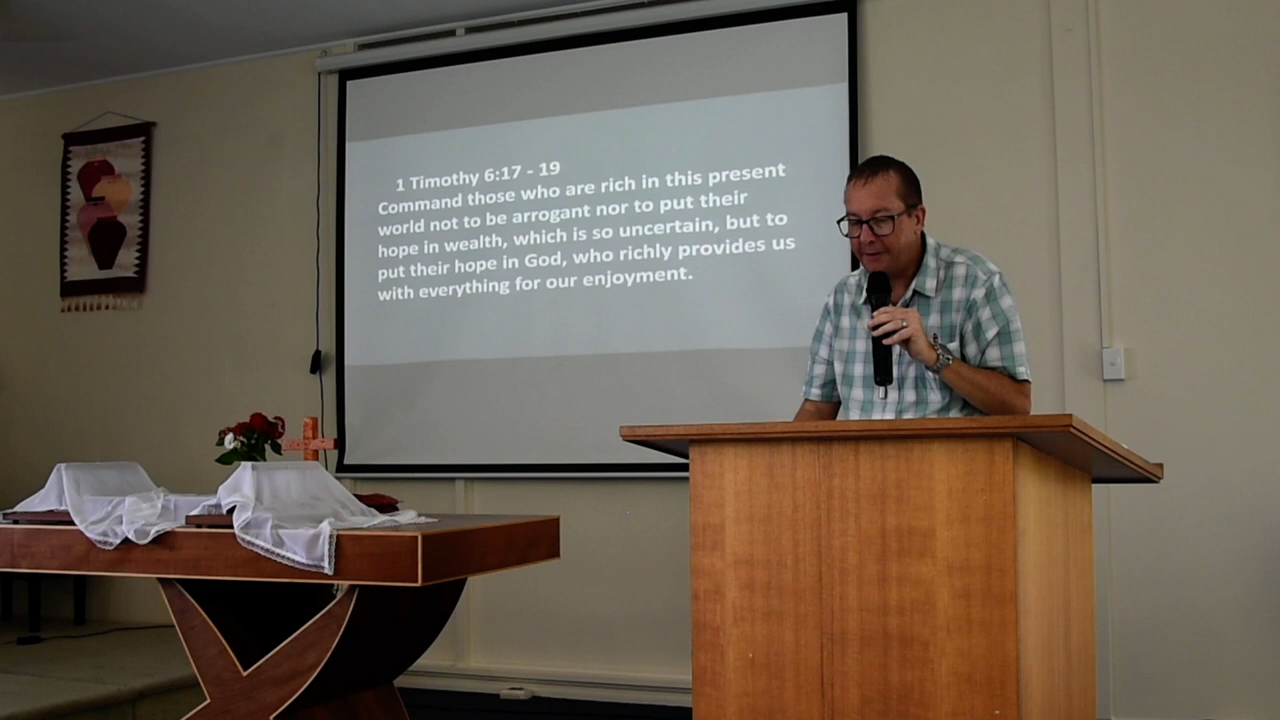 1 Timothy 6:17 - 19
Command those who are rich in this present
world not to be arrogant nor to put their
hope in wealth, which is so uncertain, but to
put their hope in God, who richly provides us
with everything for our enjoyment.